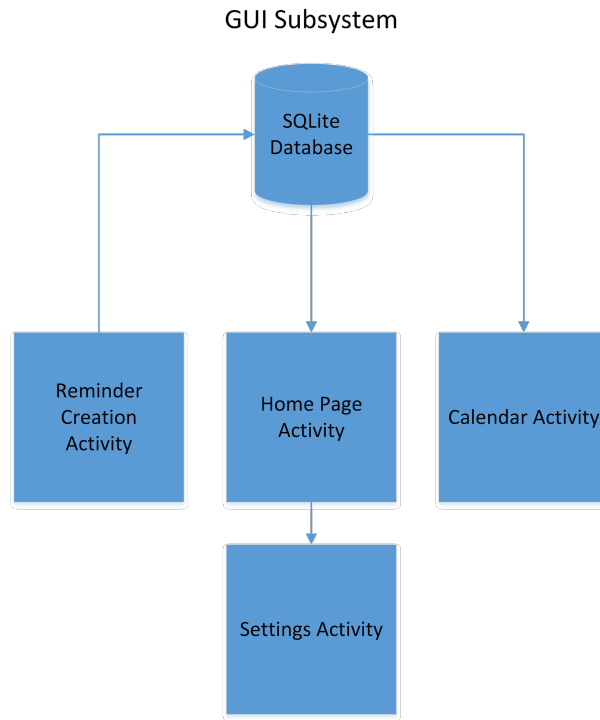 GUI Subsystem
SQLite
Database
Reminder
Creation
Activity
Home Page
Activity
Calendar Activity
Settings Activity